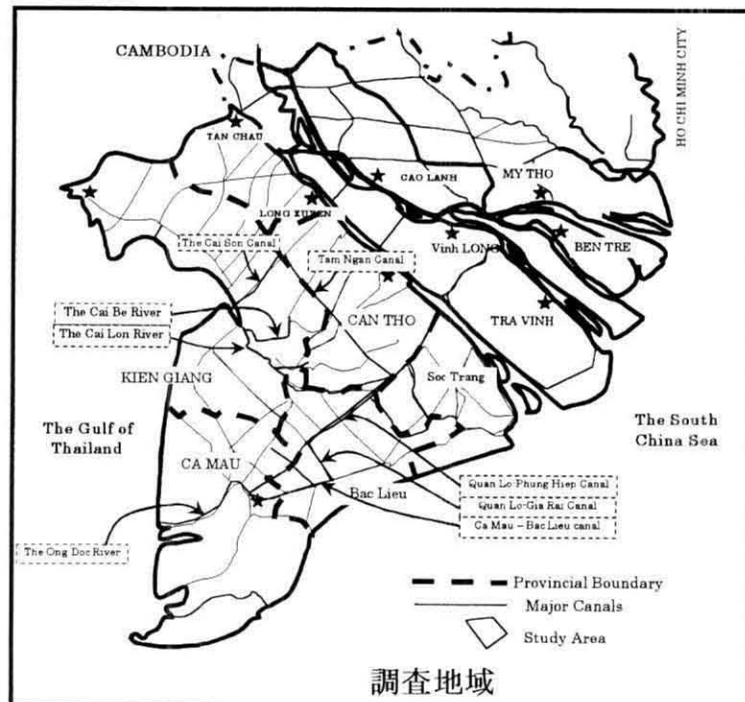 CAMBODIA
HO CHI MINH CITY
TAN CHAU
CAO LANH
MY THO
LONG XUYEN
The Cai Son Canal
Tam Ngan Canal
Vinh LONG
BEN TRE
The Cai Be River
The Cai Lon River
CAN THO
TRA VINH
KIEN GIANG
Soc Trang
The Gulf of
Thailand
The South
China Sea
CA MAU
Bac Lieu
Quan Lo-Phung Hiep Canal
Quan Lo-Gia Rai Canal
Ca Mau – Bac Lieu canal
The Ong Doc River
Provincial Boundary
Major Canals
Study Area
調査地域